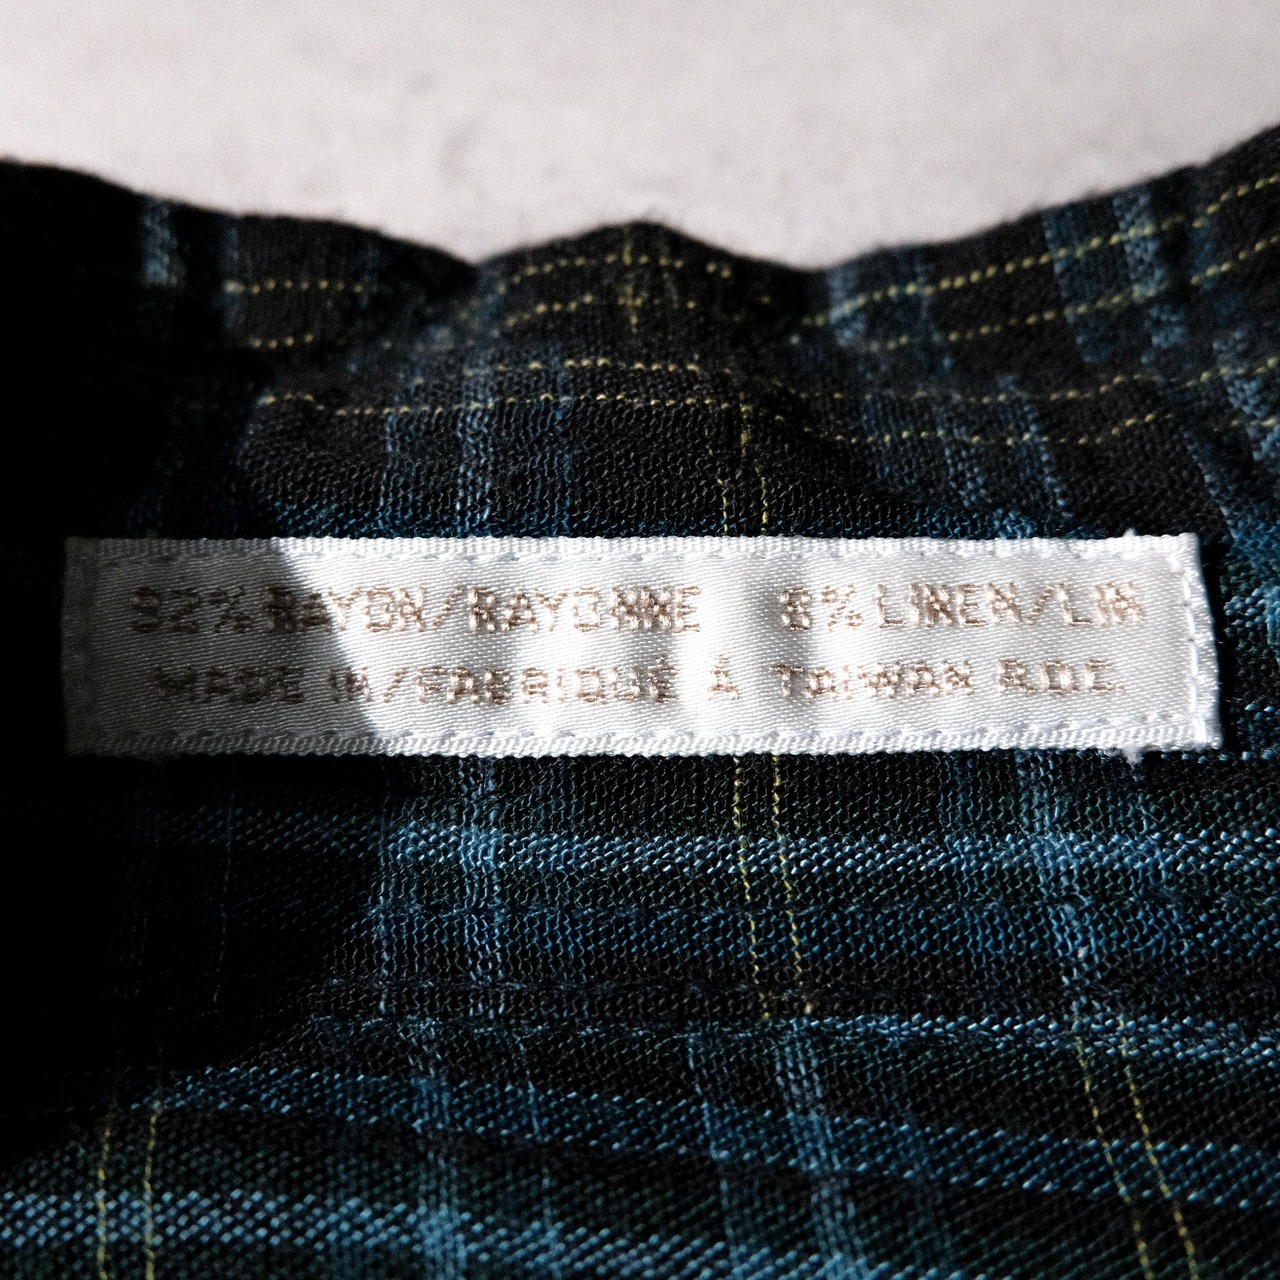 92% RAYON/RAYONNE 8% LINEN/LIN
MADE IN/FABRIQUÉ À TAIWAN R.O.C.